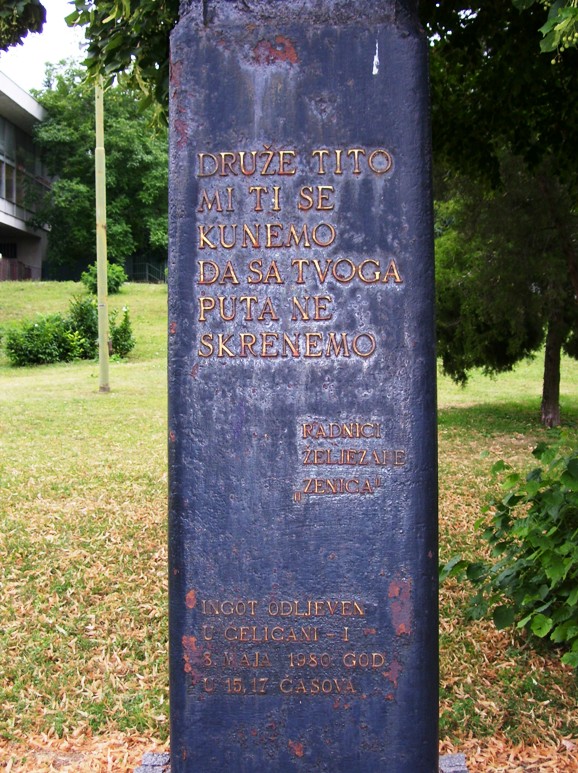 DRUŽE TITO
MI TI SE
KUNEMO
DA SA TVOGA
PUTA NE
SKRENEMO
RADNICI
ŽELJEZARE
„ZENICA"
INGOT ODLJEVEN
U ČELIČANI - I
8. MAJA 1980. GOD.
U 15,17 ČASOVA